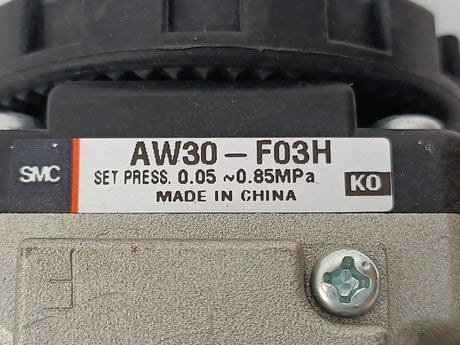 AW30-F03H
SMC
SET PRESS. 0.05 ~0.85MPa
KO
MADE IN CHINA